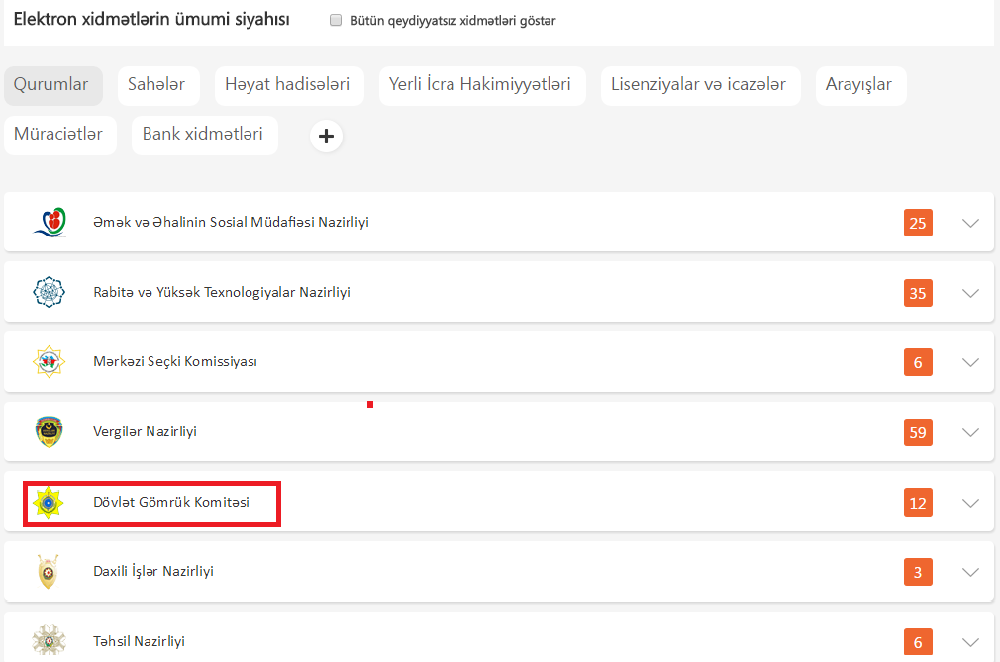 Elektron xidmətlərin ümumi siyahısı Bütün qeydiyyatsız xidmətləri göstər
Qurumlar Sahələr Həyat hadisələri Yerli İcra Hakimiyyətləri Lisenziyalar və icazələr Arayışlar
Müraciətlər Bank xidmətləri +
Əmək və Əhalinin Sosial Müdafiəsi Nazirliyi 25
Rabitə və Yüksək Texnologiyalar Nazirliyi 35
Mərkəzi Seçki Komissiyası 6
Vergilər Nazirliyi 59
Dövlət Gömrük Komitəsi 12
Daxili İşlər Nazirliyi 3
Təhsil Nazirliyi 6